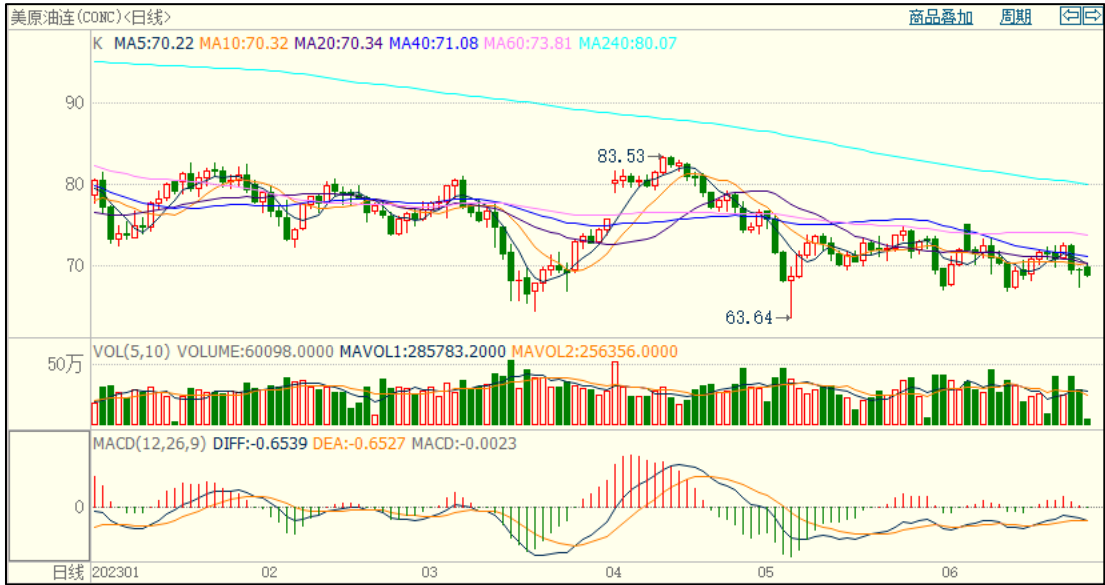 美原油连(CONC)<日线> 商品叠加 周期
K MA5:70.22 MA10:70.32 MA20:70.34 MA40:71.08 MA60:73.81 MA240:80.07
90
83.53→
80
70
63.64→
VOL(5,10) VOLUME:60098.0000 MAVOL1:285783.2000 MAVOL2:256356.0000
50万
MACD(12,26,9) DIFF:-0.6539 DEA:-0.6527 MACD:-0.0023
0
日线 202301 02 03 04 05 06